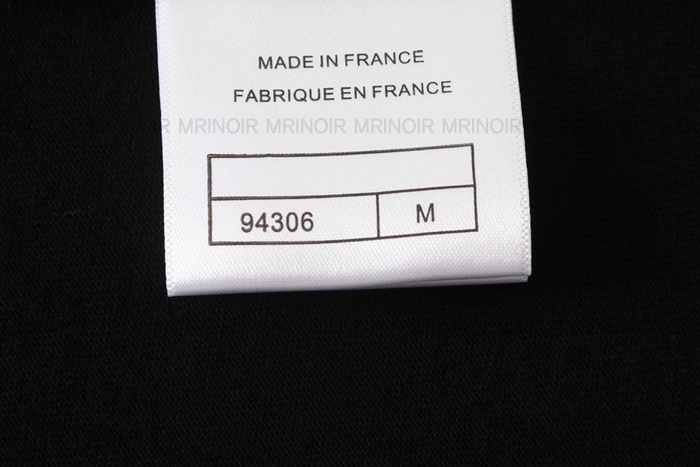 MADE IN FRANCE
FABRIQUE EN FRANCE
R MRINOIR MRINOIR MRINOIR MRINOIR
94306 M